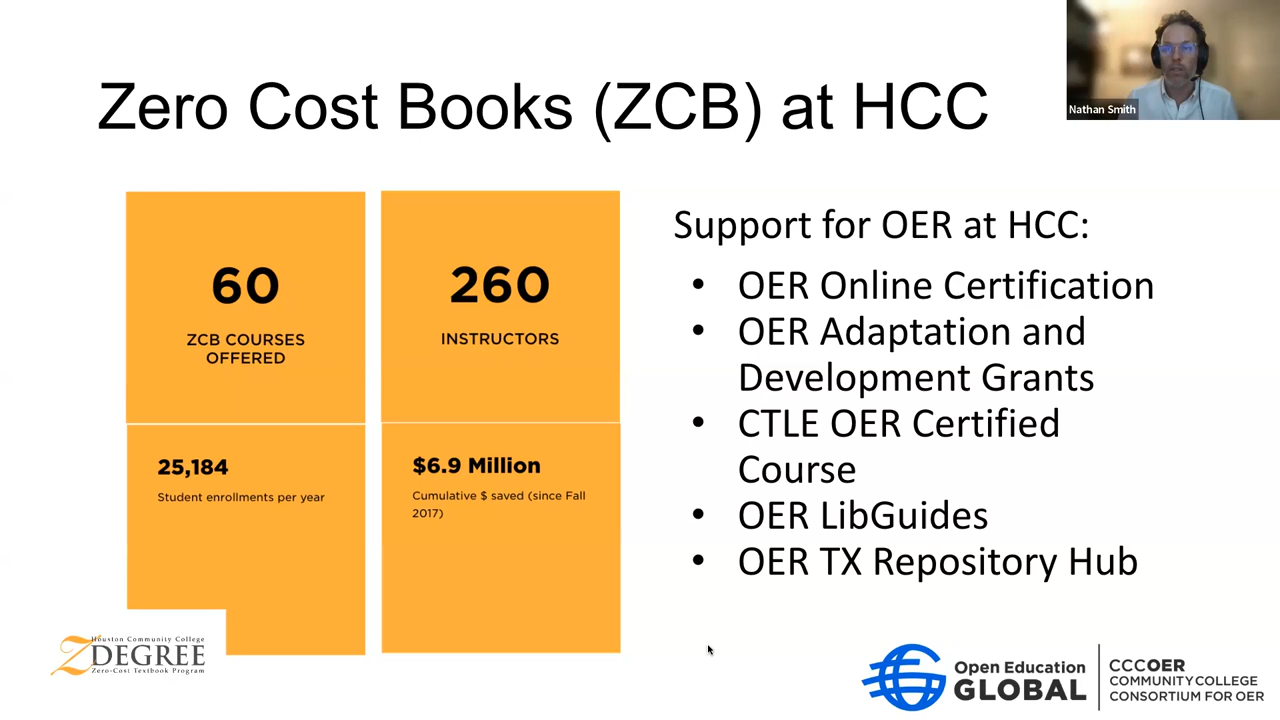 Zero Cost Books (ZCB) at HCC
Nathan Smith
60
ZCB COURSES
OFFERED
260
INSTRUCTORS
25,184
Student enrollments per year
$6.9 Million
Cumulative $ saved (since Fall
2017)
Support for OER at HCC:
• OER Online Certification
• OER Adaptation and
Development Grants
• CTLE OER Certified
Course
• OER LibGuides
• OER TX Repository Hub
Houston Community College
ZDEGREE
Zero-Cost Textbook Program
Open Education
GLOBAL
CCCOER
COMMUNITY COLLEGE
CONSORTIUM FOR OER